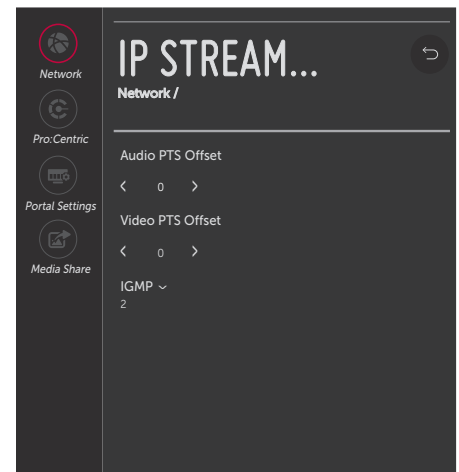 Network
Pro:Centric
Portal Settings
Media Share
IP STREAM...
Network /
Audio PTS Offset
0
Video PTS Offset
0
IGMP
2